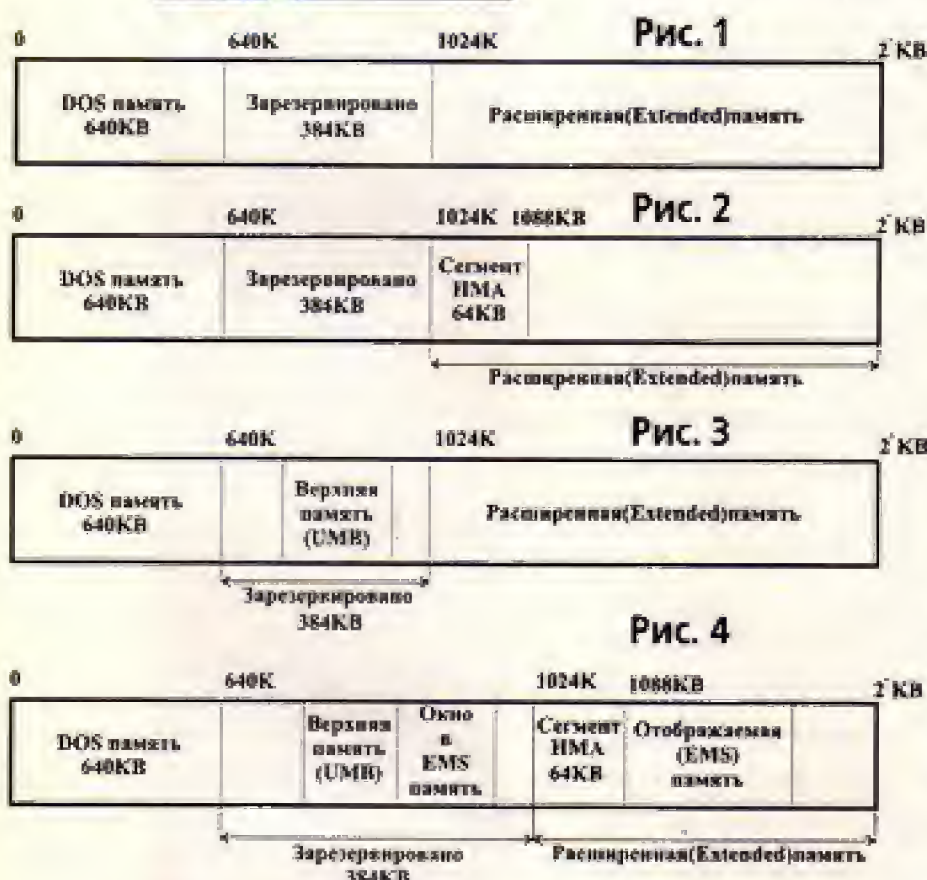 Рис. 1
0 640K 1024K 2 KB
DOS память
640KB
Зарезервировано
384KB
Расширенная(Extended)память
Рис. 2
0 640K 1024K 1088KB 2 KB
DOS память
640KB
Зарезервировано
384KB
Сегмент
HMA
64KB
Расширенная(Extended)память
Рис. 3
0 640K 1024K 2 KB
DOS память
640KB
Верхняя
память
(UMB)
Расширенная(Extended)память
Зарезервировано
384KB
Рис. 4
0 640K 1024K 1088KB 2 KB
DOS память
640KB
Верхняя
память
(UMB)
Окно
в
EMS
память
Сегмент
HMA
64KB
Отображаемая
(EMS)
память
Зарезервировано
384KB
Расширенная(Extended)память